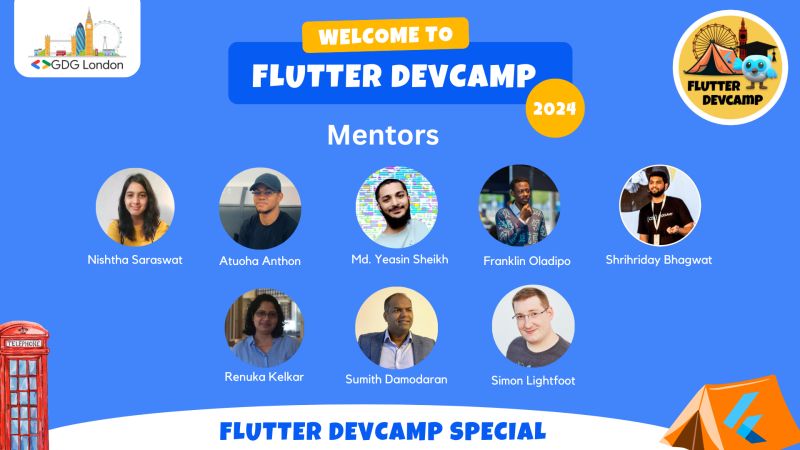 GDG London
WELCOME TO
FLUTTER DEVCAMP
2024
FLUTTER
DEVCAMP
Mentors
Nishtha Saraswat
Atuoha Anthon
Md. Yeasin Sheikh
Franklin Oladipo
Shrihriday Bhagwat
Renuka Kelkar
Sumith Damodaran
Simon Lightfoot
TELEPHONE
FLUTTER DEVCAMP SPECIAL